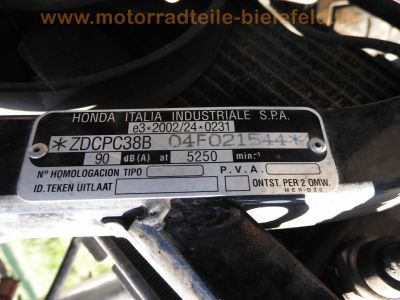 www.motorradteile-bielefeld.de
HONDA ITALIA INDUSTRIALE S.P.A.
e3*2002/24*0231
*ZDCPC38B 04F021544*
90 dB(A) at 5250 min.-¹
Nº HOMOLOGACION TIPO P.V.A.
ID.TEKEN UITLAAT ONTST. PER 2 OMW.